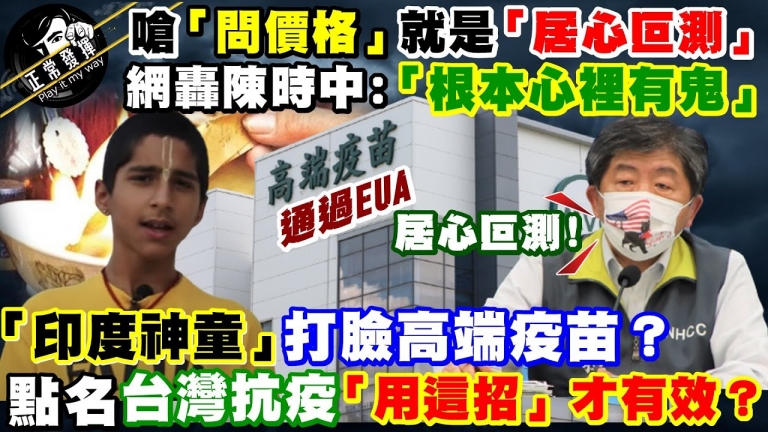 正常發揮
Play it my way
嗆「問價格」就是「居心叵測」
網轟陳時中:「根本心裡有鬼」
高端疫苗
通過EUA
居心叵測!
NHCC
「印度神童」打臉高端疫苗?
點名台灣抗疫「用這招」才有效?